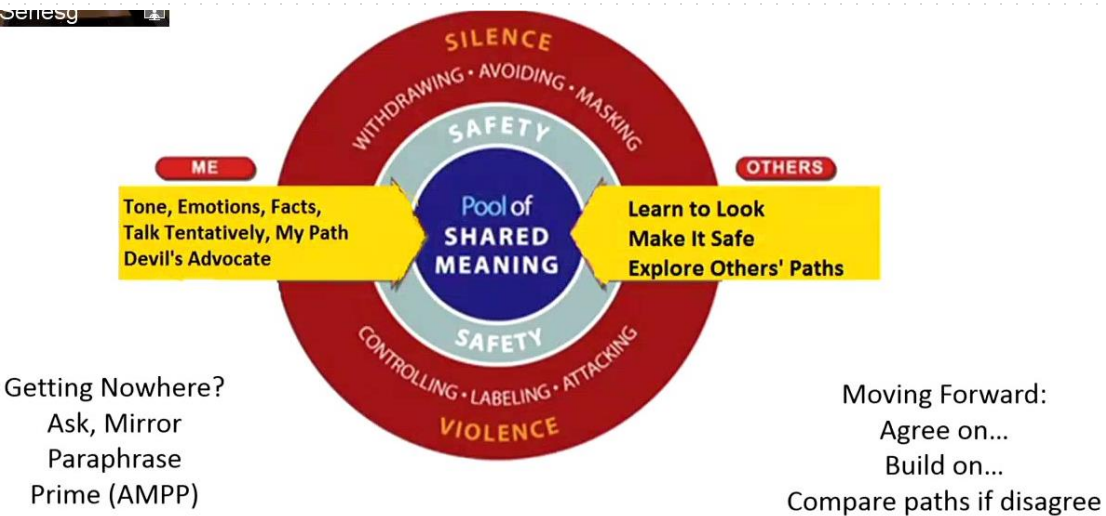 Seriesg
SILENCE
WITHDRAWING • AVOIDING • MASKING
SAFETY
ME
OTHERS
Tone, Emotions, Facts,
Talk Tentatively, My Path
Devil's Advocate
Pool of
SHARED
MEANING
Learn to Look
Make It Safe
Explore Others' Paths
SAFETY
CONTROLLING • LABELING • ATTACKING
VIOLENCE
Getting Nowhere?
Ask, Mirror
Paraphrase
Prime (AMPP)
Moving Forward:
Agree on...
Build on...
Compare paths if disagree